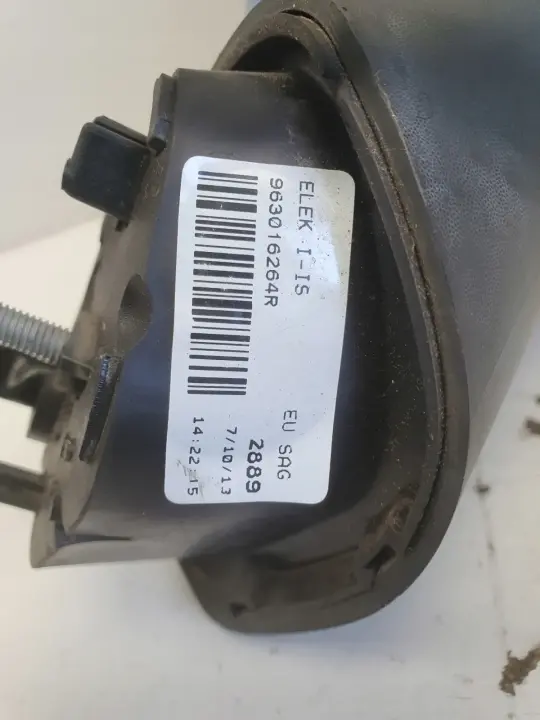 ELEK I-IS EU SAG
963016264R 2889
7/10/13
14:22:15